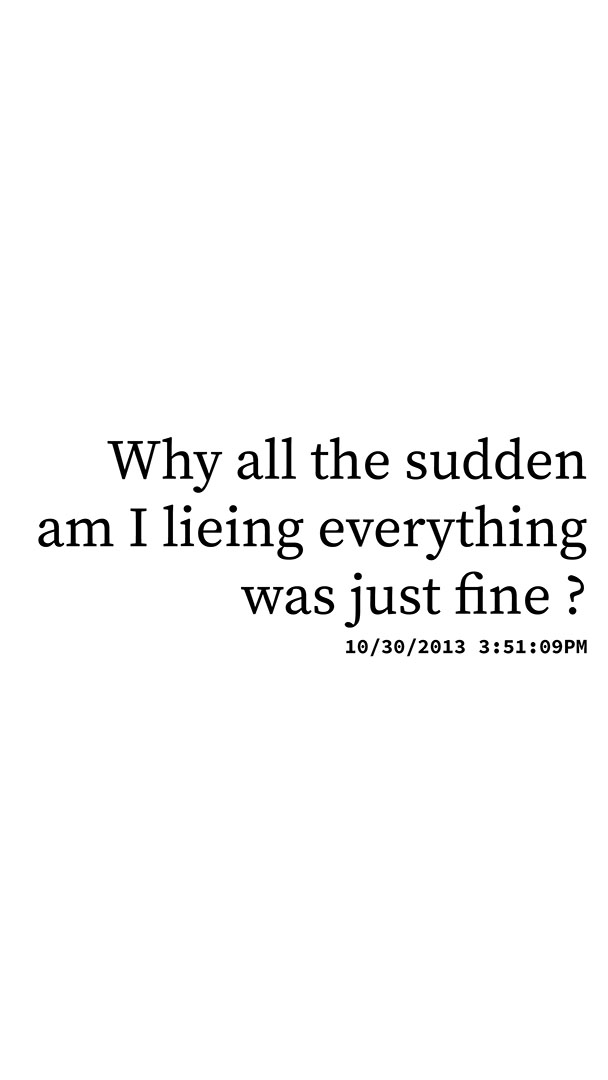 Why all the sudden
am I lieing everything
was just fine ?
10/30/2013 3:51:09PM